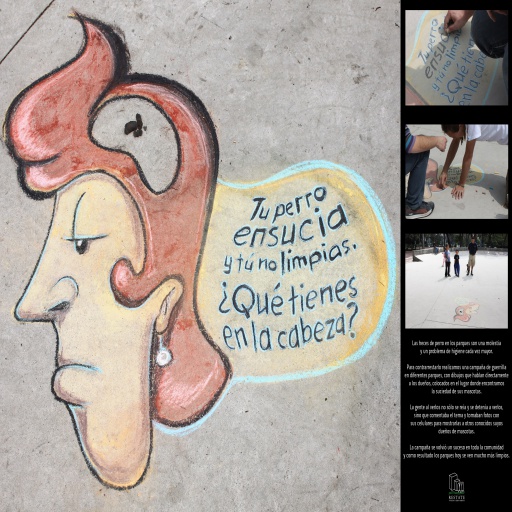 Tu perro
ensucia
y tú no limpias.
¿Qué tienes
en la cabeza?
Tu perro
ensucia
y tú no limpia
¿Qué tien
en la cabeza
Las heces de perro en los parques son una molestia
y un problema de higiene cada vez mayor.
Para contrarrestarlo realizamos una campaña de guerrilla
en diferentes parques, con dibujos que hablan directamente
a los dueños, colocados en el lugar donde encontramos
la suciedad de sus mascotas.
La gente al verlos no sólo se reía y se detenía a verlos,
sino que comentaba el tema y tomaban fotos con
sus celulares para mostrarlas a otros conocidos suyos
dueños de mascotas.
La campaña se volvió un suceso en toda la comunidad
y como resultado los parques hoy se ven mucho más limpios.